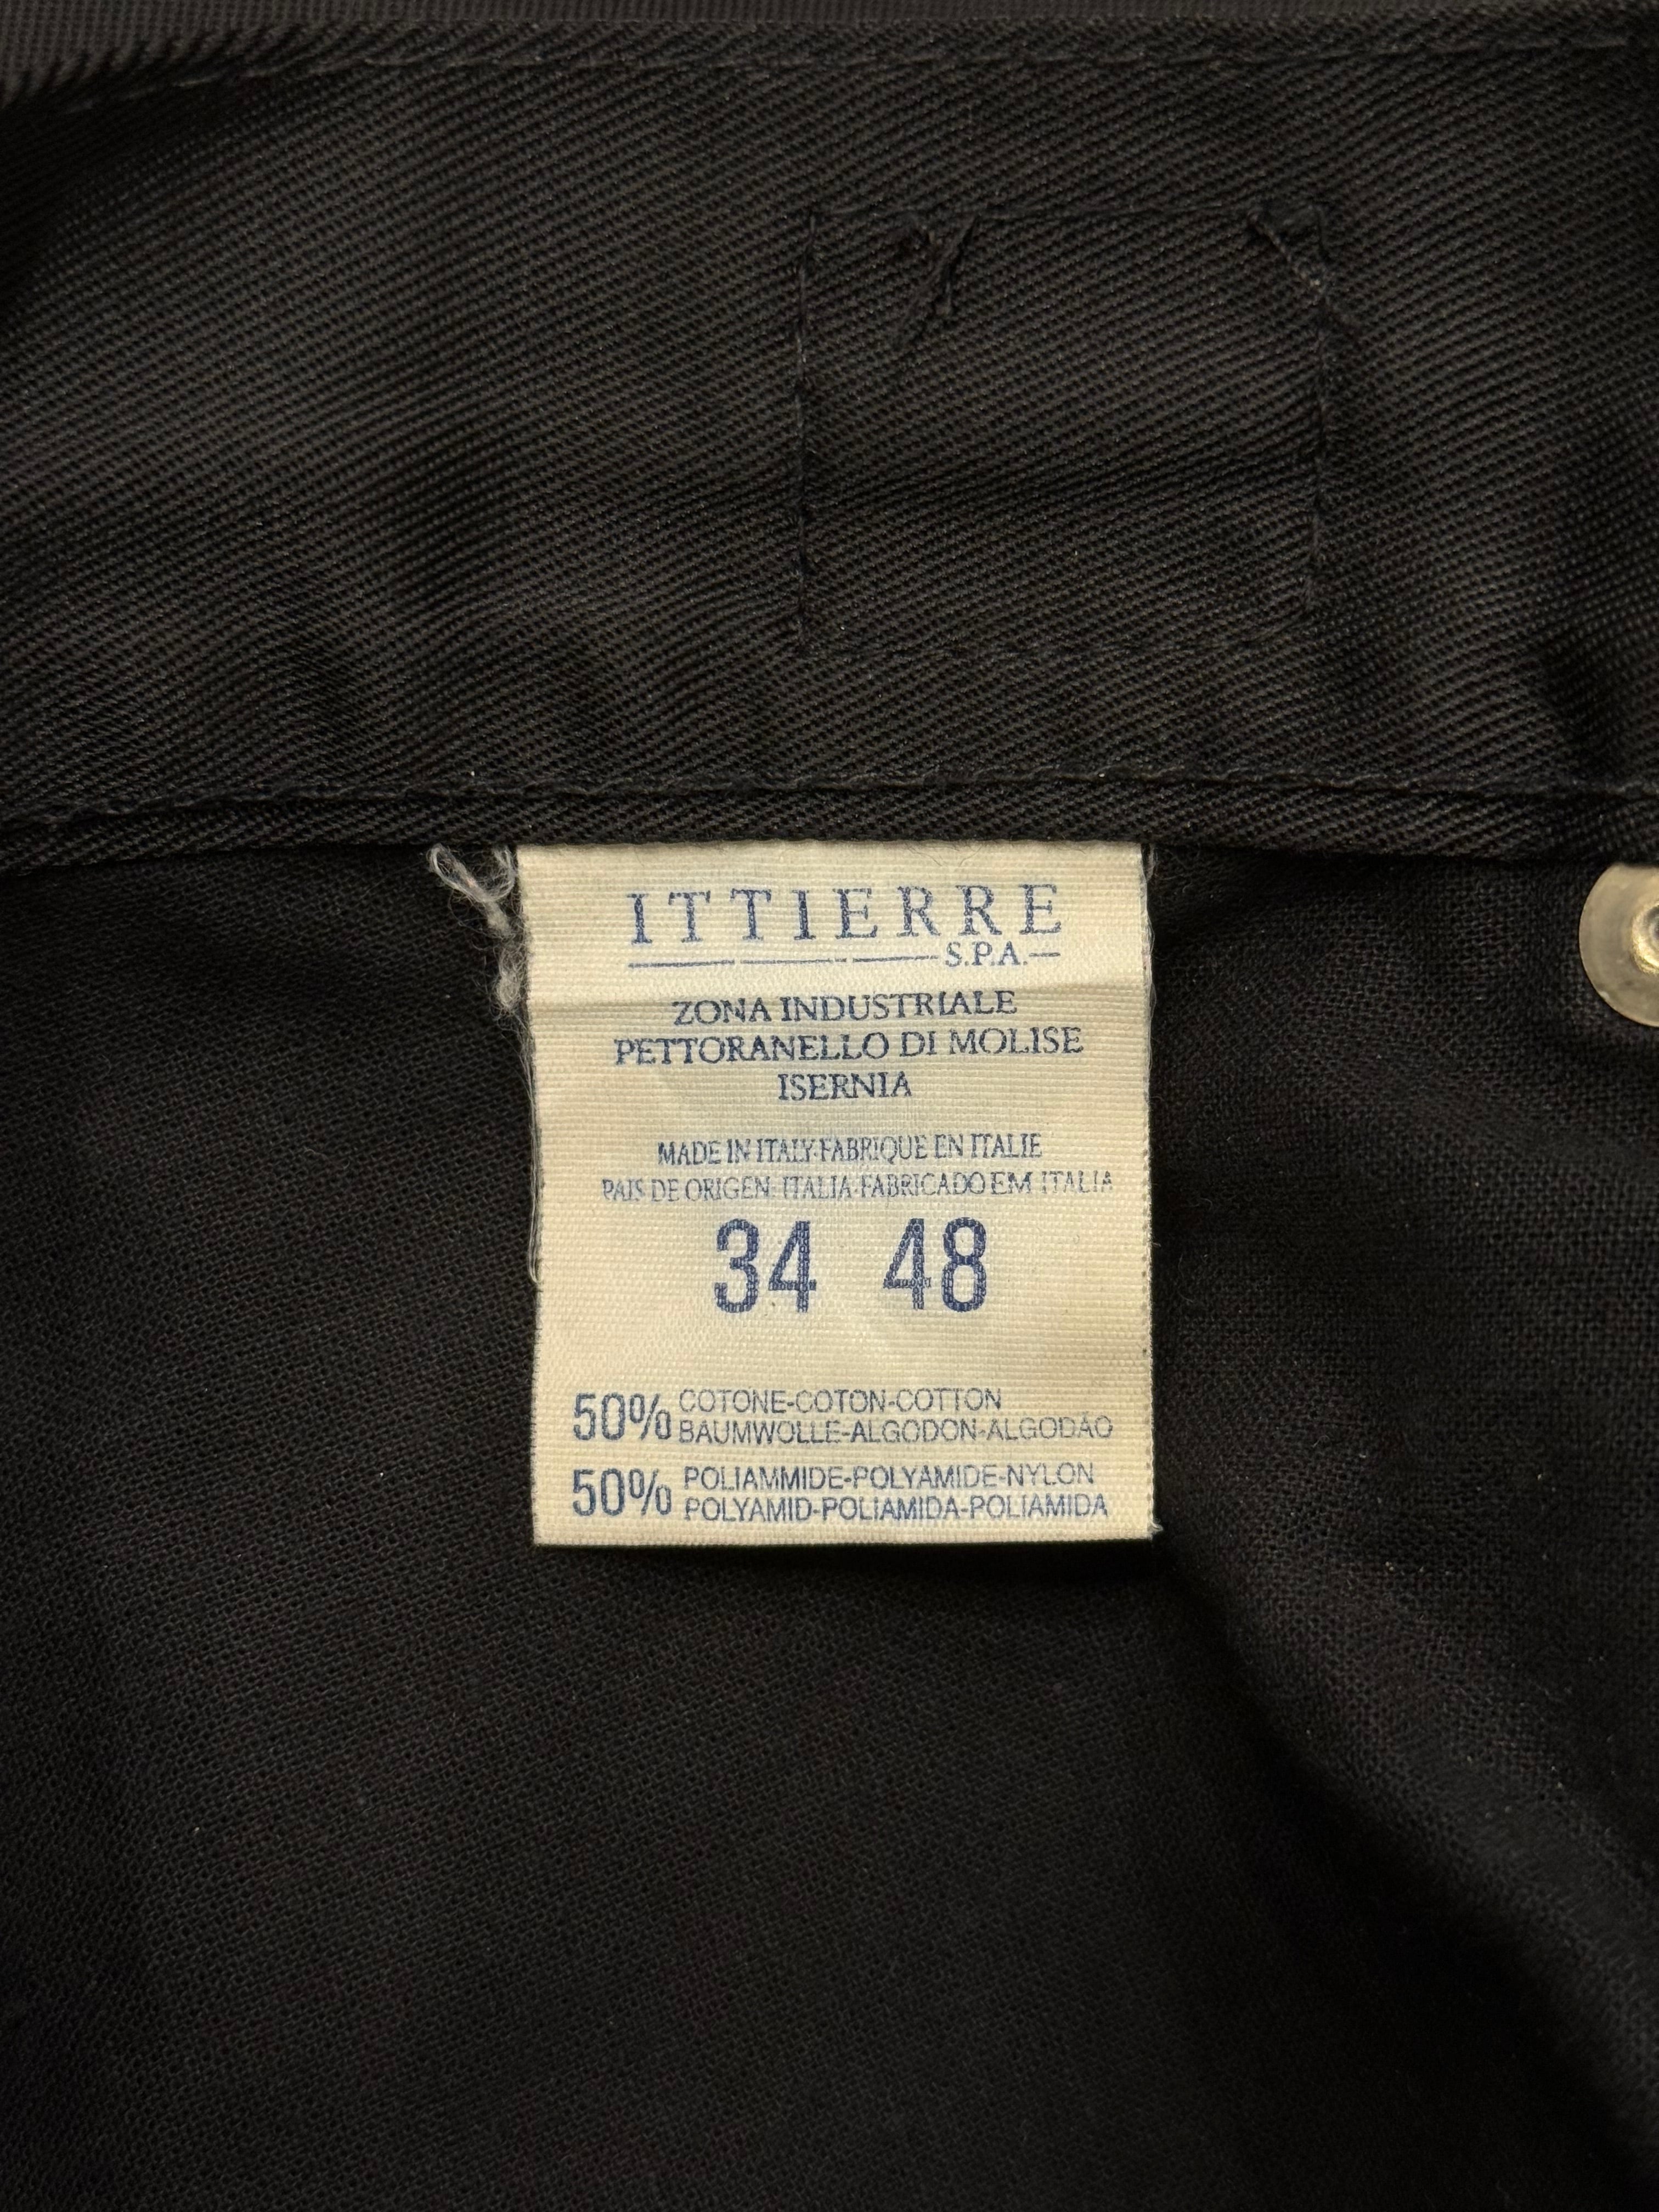 ITTIERRE
S.P.A.
ZONA INDUSTRIALE
PETTORANELLO DI MOLISE
ISERNIA
MADE IN ITALY-FABRIQUE EN ITALIE
PAIS DE ORIGEN: ITALIA-FABRICADO EM ITALIA
34 48
50% COTONE-COTON-COTTON
BAUMWOLLE-ALGODON-ALGODÃO
50% POLIAMMIDE-POLYAMIDE-NYLON
POLYAMID-POLIAMIDA-POLIAMIDA